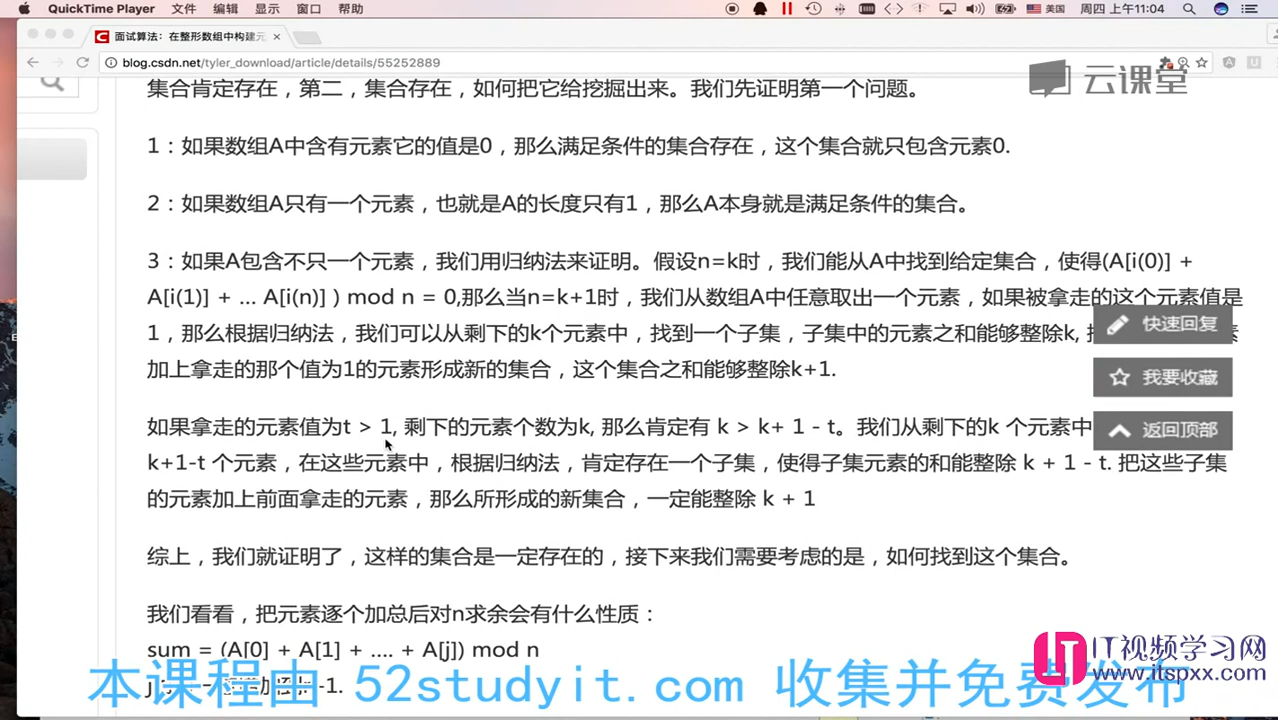 QuickTime Player 文件 编辑 显示 窗口 帮助 美国 周四 上午11:04
面试算法：在整形数组中构建元
blog.csdn.net/tyler_download/article/details/55252889
云课堂
集合肯定存在，第二，集合存在，如何把它给挖掘出来。我们先证明第一个问题。
1：如果数组A中含有元素它的值是0，那么满足条件的集合存在，这个集合就只包含元素0.
2：如果数组A只有一个元素，也就是A的长度只有1，那么A本身就是满足条件的集合。
3：如果A包含不只一个元素，我们用归纳法来证明。假设n=k时，我们能从A中找到给定集合，使得(A[i(0)] +
A[i(1)] + ... A[i(n)] ) mod n = 0,那么当n=k+1时，我们从数组A中任意取出一个元素，如果被拿走的这个元素值是
1，那么根据归纳法，我们可以从剩下的k个元素中，找到一个子集，子集中的元素之和能够整除k, 素
加上拿走的那个值为1的元素形成新的集合，这个集合之和能够整除k+1.
如果拿走的元素值为t > 1, 剩下的元素个数为k, 那么肯定有 k > k+ 1 - t。我们从剩下的k 个元素中
k+1-t 个元素，在这些元素中，根据归纳法，肯定存在一个子集，使得子集元素的和能整除 k + 1 - t. 把这些子集
的元素加上前面拿走的元素，那么所形成的新集合，一定能整除 k + 1
综上，我们就证明了，这样的集合是一定存在的，接下来我们需要考虑的是，如何找到这个集合。
我们看看，把元素逐个加总后对n求余会有什么性质：
sum = (A[0] + A[1] + .... + A[j]) mod n
快速回复
我要收藏
返回顶部
IT视频学习网
www.itspxx.com
本课程由 52studyit.com 收集并免费发布